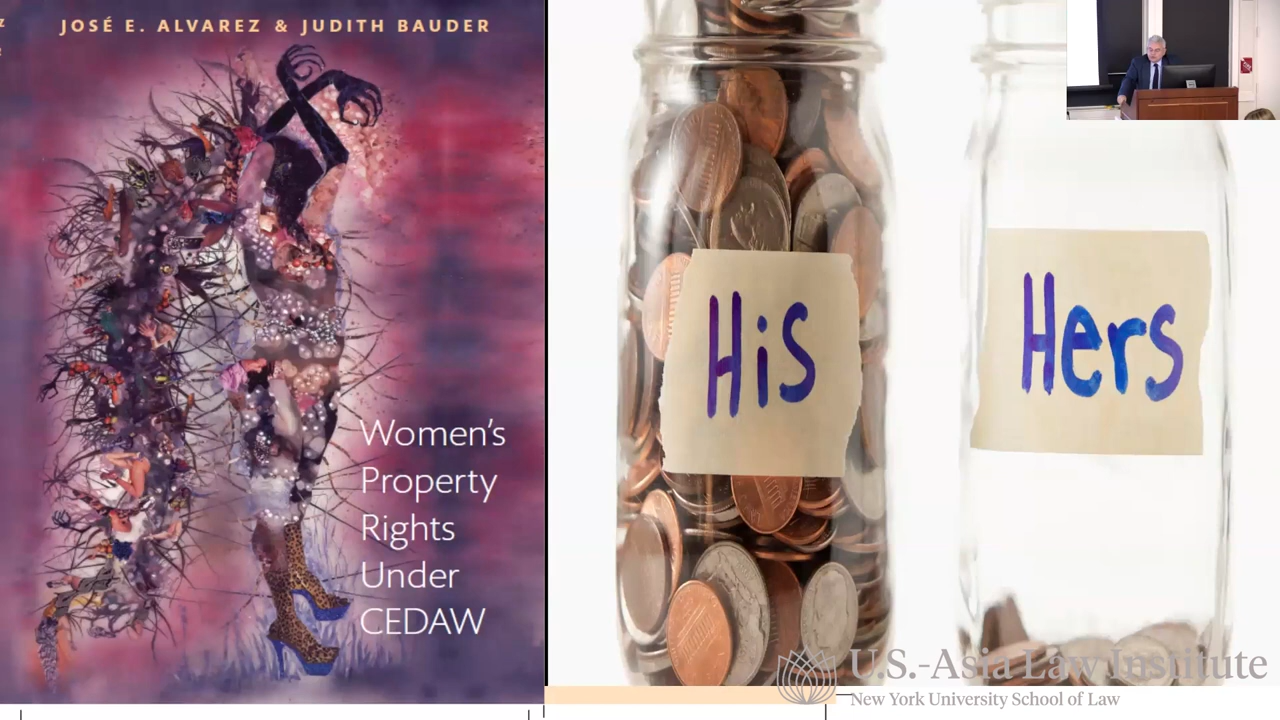 JOSÉ E. ALVAREZ & JUDITH BAUDER
Women's
Property
Rights
Under
CEDAW
His
Hers
U.S.-Asia Law Institute
New York University School of Law